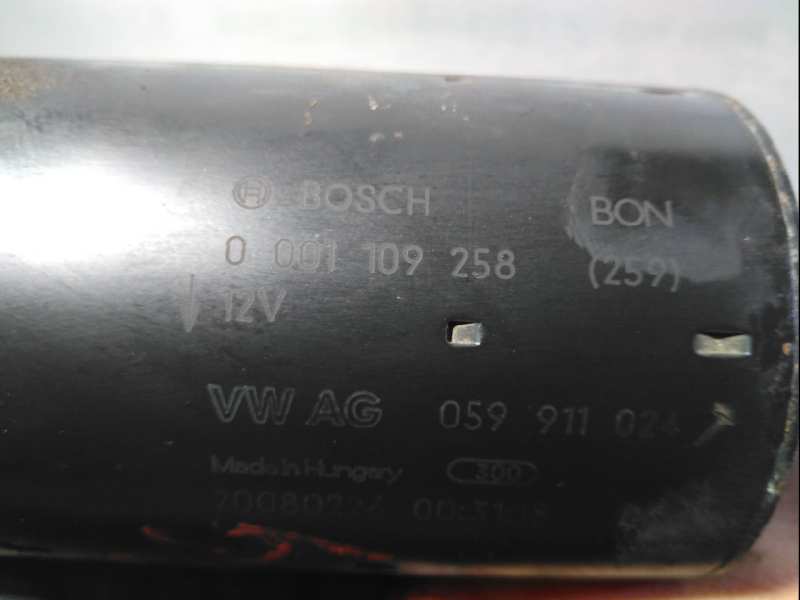 BOSCH BON
0 001 109 258 (259)
12V
VW AG 059 911 024
Made in Hungary 300